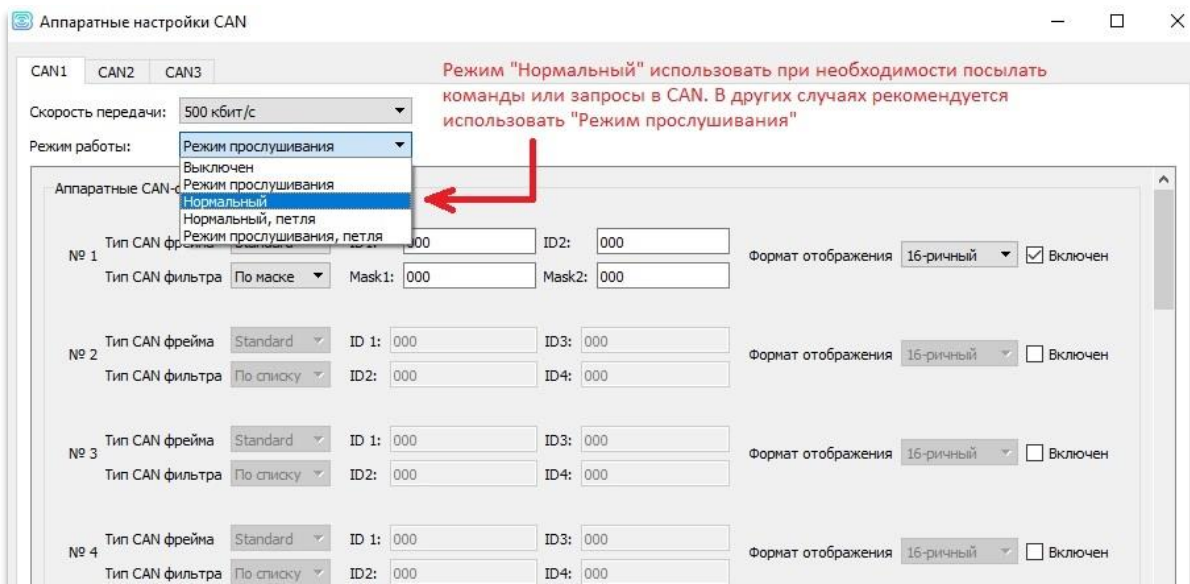 Аппаратные настройки CAN
CAN1 CAN2 CAN3
Режим "Нормальный" использовать при необходимости посылать
команды или запросы в CAN. В других случаях рекомендуется
использовать "Режим прослушивания"
Скорость передачи: 500 кбит/с
Режим работы: Режим прослушивания
Выключен
Режим прослушивания
Нормальный
Нормальный, петля
Режим прослушивания, петля
Аппаратные CAN-
№ 1
Тип CAN 000 ID2: 000
Тип CAN фильтра По маске Mask1: 000 Mask2: 000
Формат отображения 16-ричный Включен
№ 2
Тип CAN фрейма Standard ID 1: 000 ID3: 000
Тип CAN фильтра По списку ID2: 000 ID4: 000
Формат отображения 16-ричный Включен
№ 3
Тип CAN фрейма Standard ID 1: 000 ID3: 000
Тип CAN фильтра По списку ID2: 000 ID4: 000
Формат отображения 16-ричный Включен
№ 4
Тип CAN фрейма Standard ID 1: 000 ID3: 000
Тип CAN фильтра По списку ID2: 000 ID4: 000
Формат отображения 16-ричный Включен